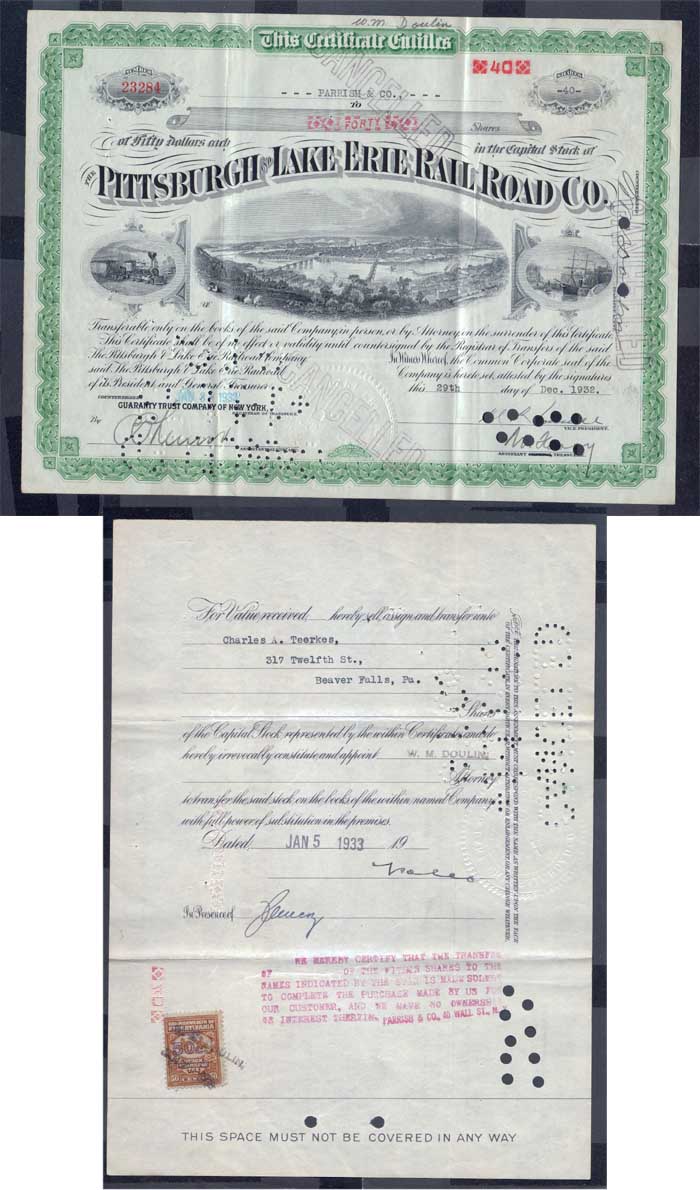 W.M. Doulin
This Certificate Entitles
NUMBER
23284
--- PARRISH & CO., ---
TO
40
-40-
FORTY
Shares
of Fifty Dollars each
in the Capital Stock of
THE PITTSBURGH AND LAKE ERIE RAIL ROAD CO.
CANCELLED
Transferable only on the books of the said Company, in person, or by Attorney, on the surrender of this certificate.
This Certificate shall be of no effect or validity until countersigned by the Registrar of Transfers of the said
The Pittsburgh & Lake Erie Railroad Company.
In Witness Whereof, the Common Corporate seal of the
said The Pittsburgh & Lake Erie Railroad
Company is hereto set, attested by the signatures
of its President and General Treasurer
this 29th day of Dec. 1932.
COUNTERSIGNED
GUARANTY TRUST COMPANY OF NEW YORK,
By
VICE PRESIDENT.
ASSISTANT
For Value received, hereby sell, assign and transfer unto
Charles A. Teerkes,
317 Twelfth St.,
Beaver Falls, Pa.
Shares
of the Capital Stock represented by the within Certificate and do
hereby irrevocably constitute and appoint W. M. DOULIN,
Attorney
to transfer the said stock on the books of the within named Company
with full power of substitution in the premises.
Dated, JAN 5 1933 19
In Presence of
WE HEREBY CERTIFY THAT THE TRANSFER
OF OF THE WITHIN SHARES TO THE
NAMES INDICATED BY THE IS MADE SOLELY
TO COMPLETE THE PURCHASE MADE BY US FOR
OUR CUSTOMER, AND WE HAVE NO OWNERSHIP
OR INTEREST THEREIN. PARRISH & CO., 40 WALL ST., N.
50 CENTS
THIS SPACE MUST NOT BE COVERED IN ANY WAY